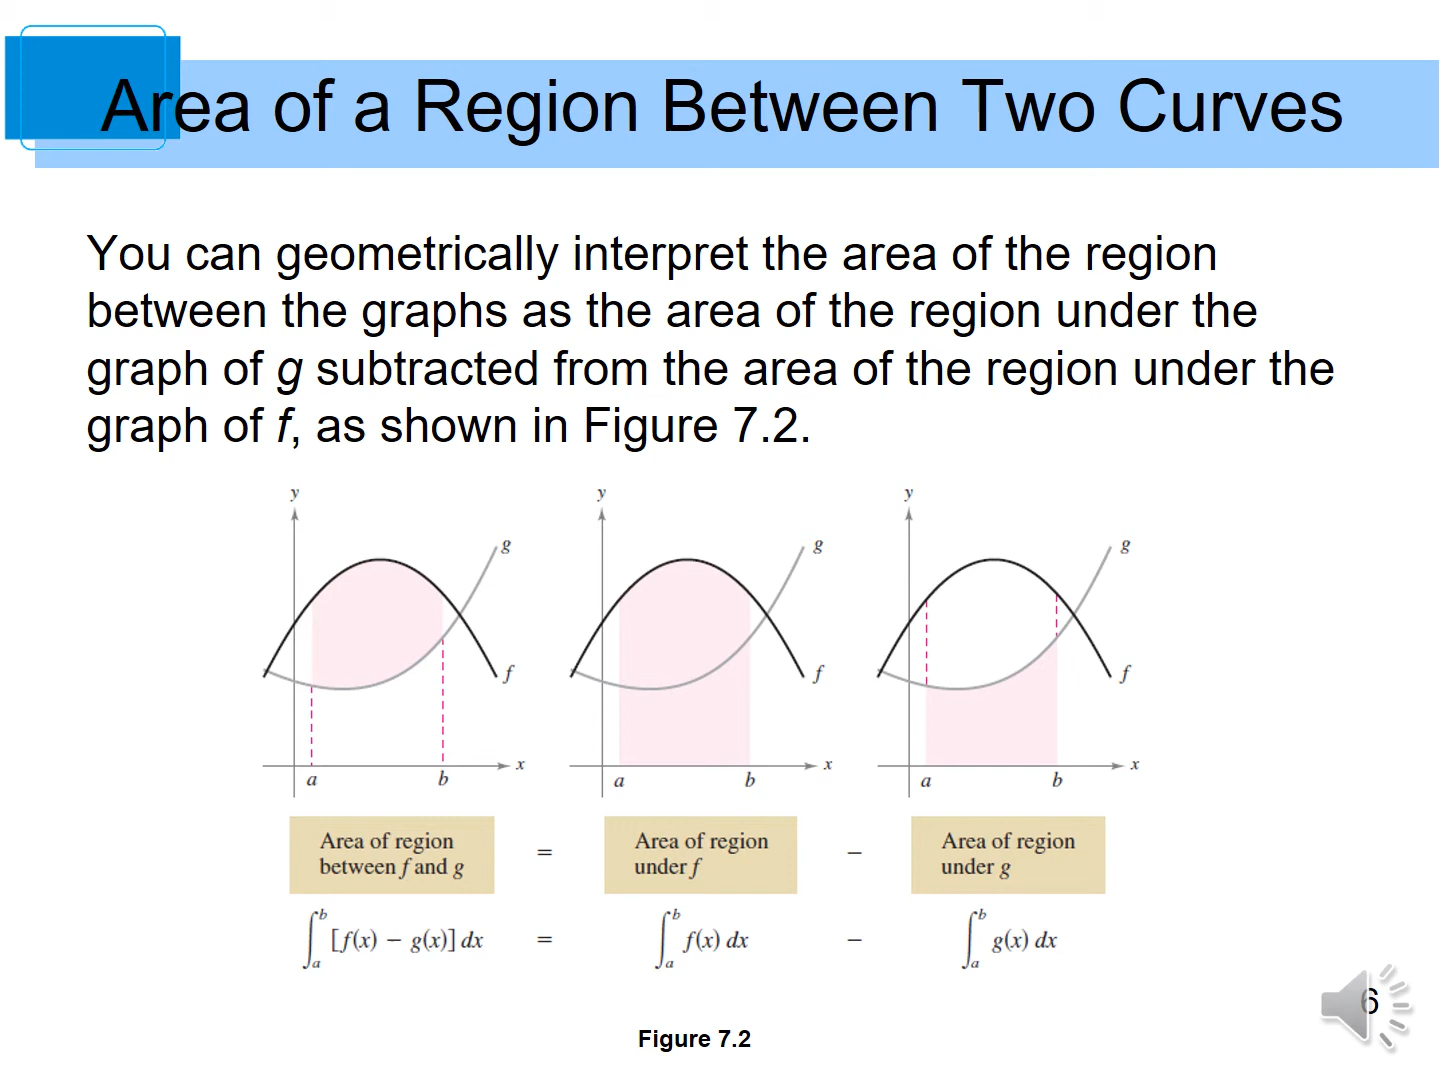 Area of a Region Between Two Curves
You can geometrically interpret the area of the region
between the graphs as the area of the region under the
graph of g subtracted from the area of the region under the
graph of f, as shown in Figure 7.2.
y y y
g g g
f f f
x x x
a b a b a b
Area of region
between f and g
=
Area of region
under f
−
Area of region
under g
∫_a^b [f(x) − g(x)] dx = ∫_a^b f(x) dx − ∫_a^b g(x) dx
6
Figure 7.2